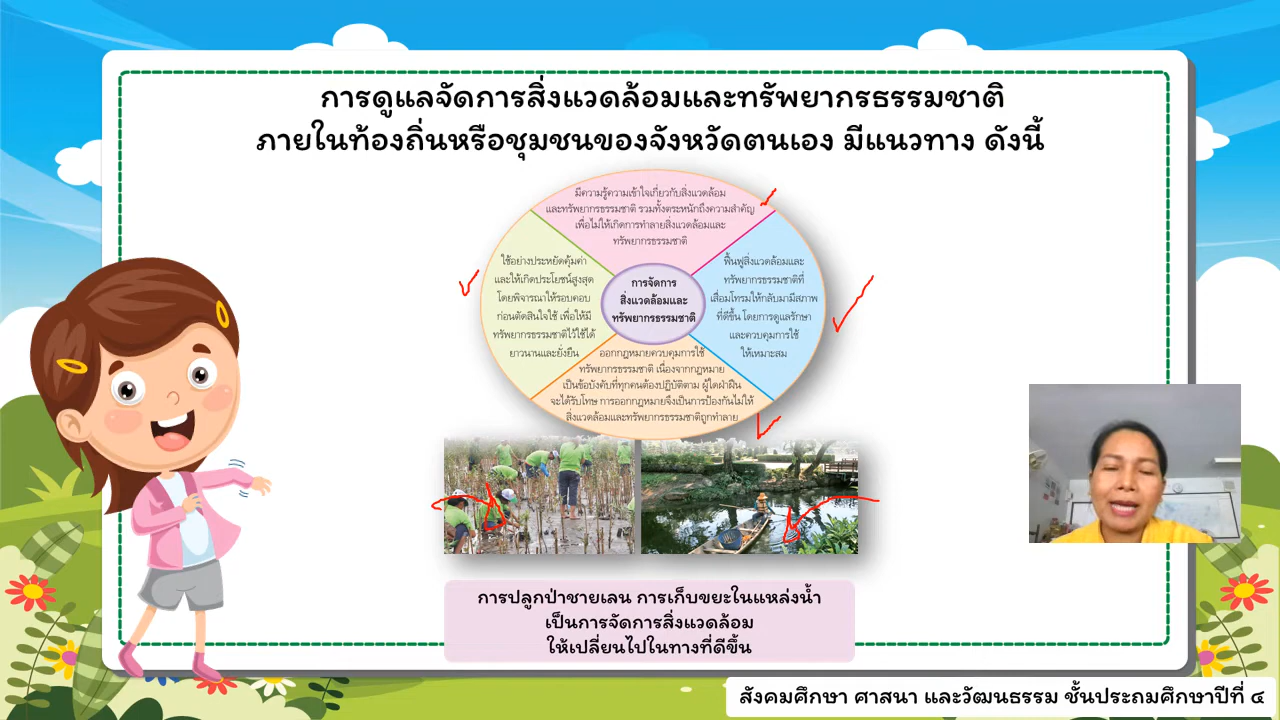 การดูแลจัดการสิ่งแวดล้อมและทรัพยากรธรรมชาติ
ภายในท้องถิ่นหรือชุมชนของจังหวัดตนเอง มีแนวทาง ดังนี้
มีความรู้ความเข้าใจเกี่ยวกับสิ่งแวดล้อม
และทรัพยากรธรรมชาติ รวมทั้งตระหนักถึงความสำคัญ
เพื่อไม่ให้เกิดการทำลายสิ่งแวดล้อมและ
ทรัพยากรธรรมชาติ
ใช้อย่างประหยัดคุ้มค่า
และให้เกิดประโยชน์สูงสุด
โดยพิจารณาให้รอบคอบ
ก่อนตัดสินใจใช้ เพื่อให้มี
ทรัพยากรธรรมชาติไว้ใช้ได้
ยาวนานและยั่งยืน
การจัดการ
สิ่งแวดล้อมและ
ทรัพยากรธรรมชาติ
ฟื้นฟูสิ่งแวดล้อมและ
ทรัพยากรธรรมชาติที่
เสื่อมโทรมให้กลับมามีสภาพ
ที่ดีขึ้น โดยการดูแลรักษา
และควบคุมการใช้
ให้เหมาะสม
ออกกฎหมายควบคุมการใช้
ทรัพยากรธรรมชาติ เนื่องจากกฎหมาย
เป็นข้อบังคับที่ทุกคนต้องปฏิบัติตาม ผู้ใดฝ่าฝืน
จะได้รับโทษ การออกกฎหมายจึงเป็นการป้องกันไม่ให้
สิ่งแวดล้อมและทรัพยากรธรรมชาติถูกทำลาย
การปลูกป่าชายเลน การเก็บขยะในแหล่งน้ำ
เป็นการจัดการสิ่งแวดล้อม
ให้เปลี่ยนไปในทางที่ดีขึ้น
สังคมศึกษา ศาสนา และวัฒนธรรม ชั้นประถมศึกษาปีที่ ๔